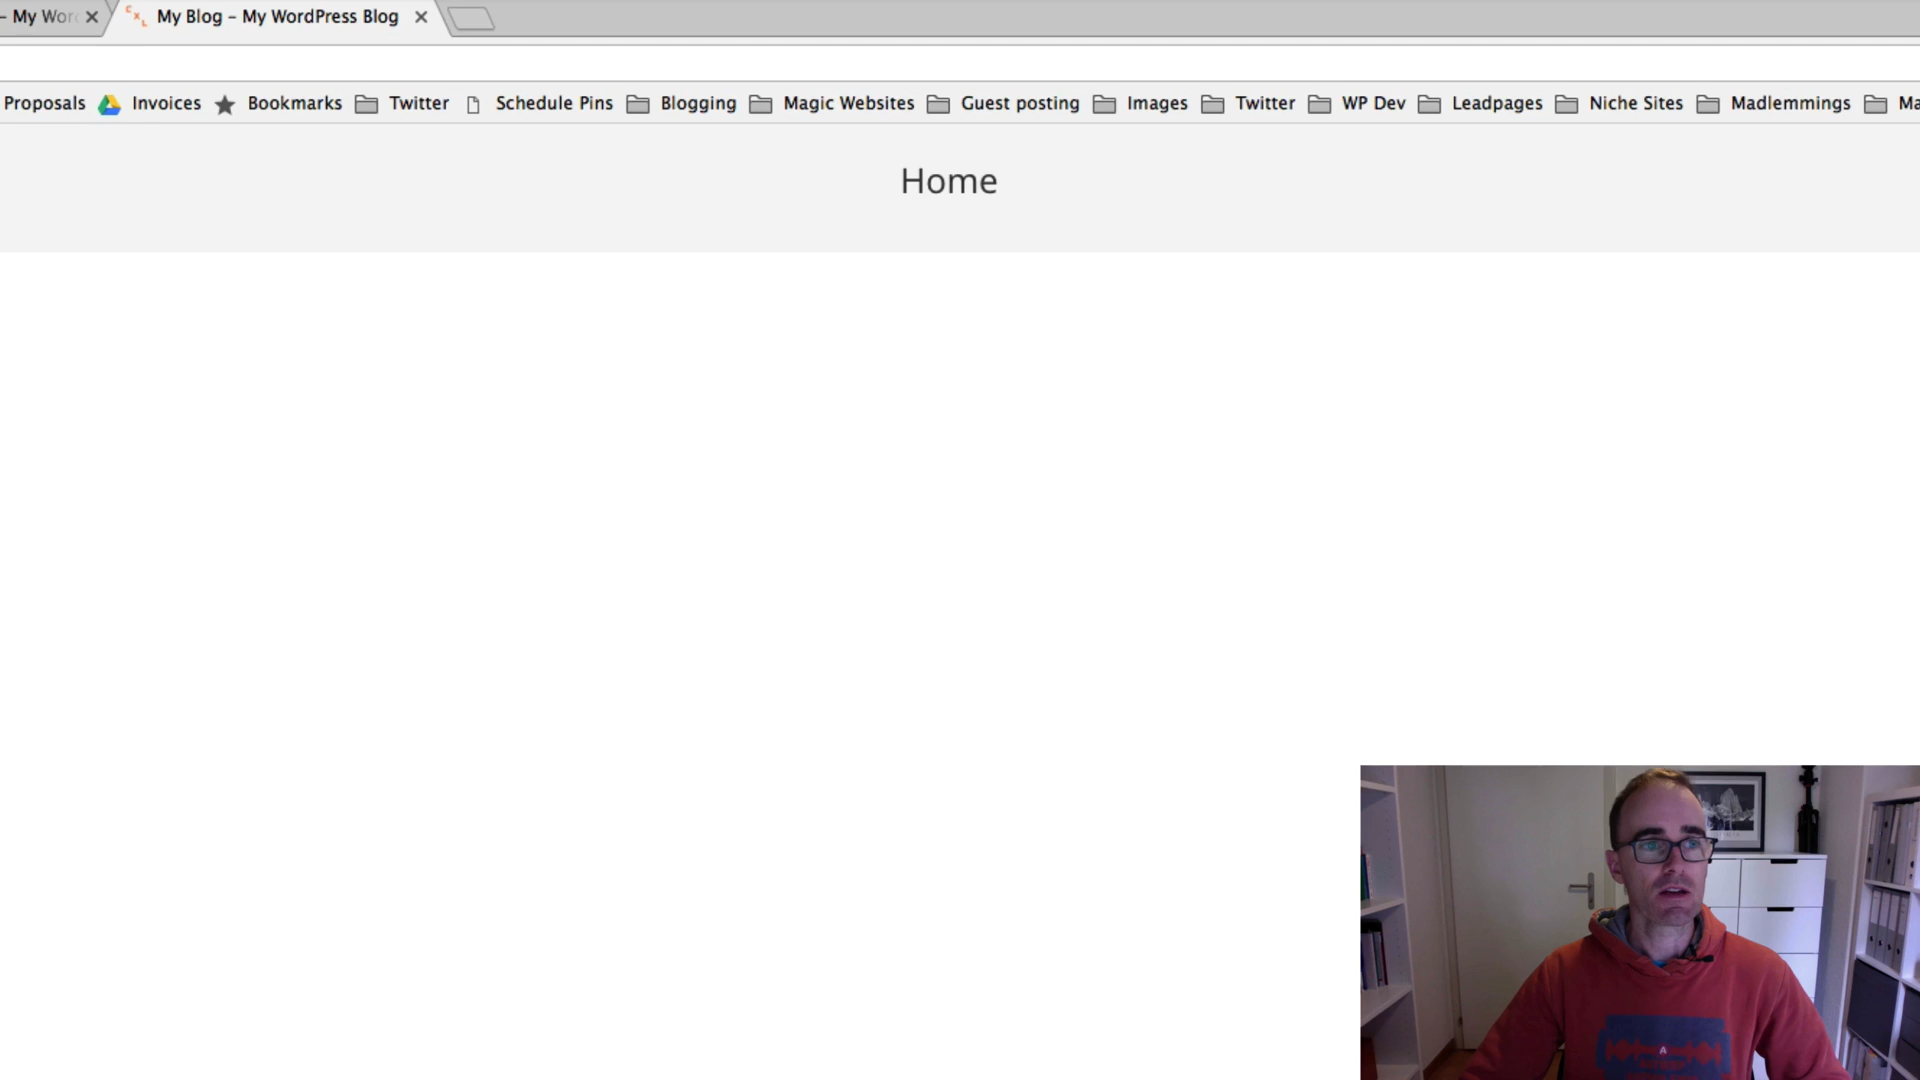 – My Wor
My Blog – My WordPress Blog
Proposals Invoices Bookmarks Twitter Schedule Pins Blogging Magic Websites Guest posting Images Twitter WP Dev Leadpages Niche Sites Madlemmings Ma
Home
A